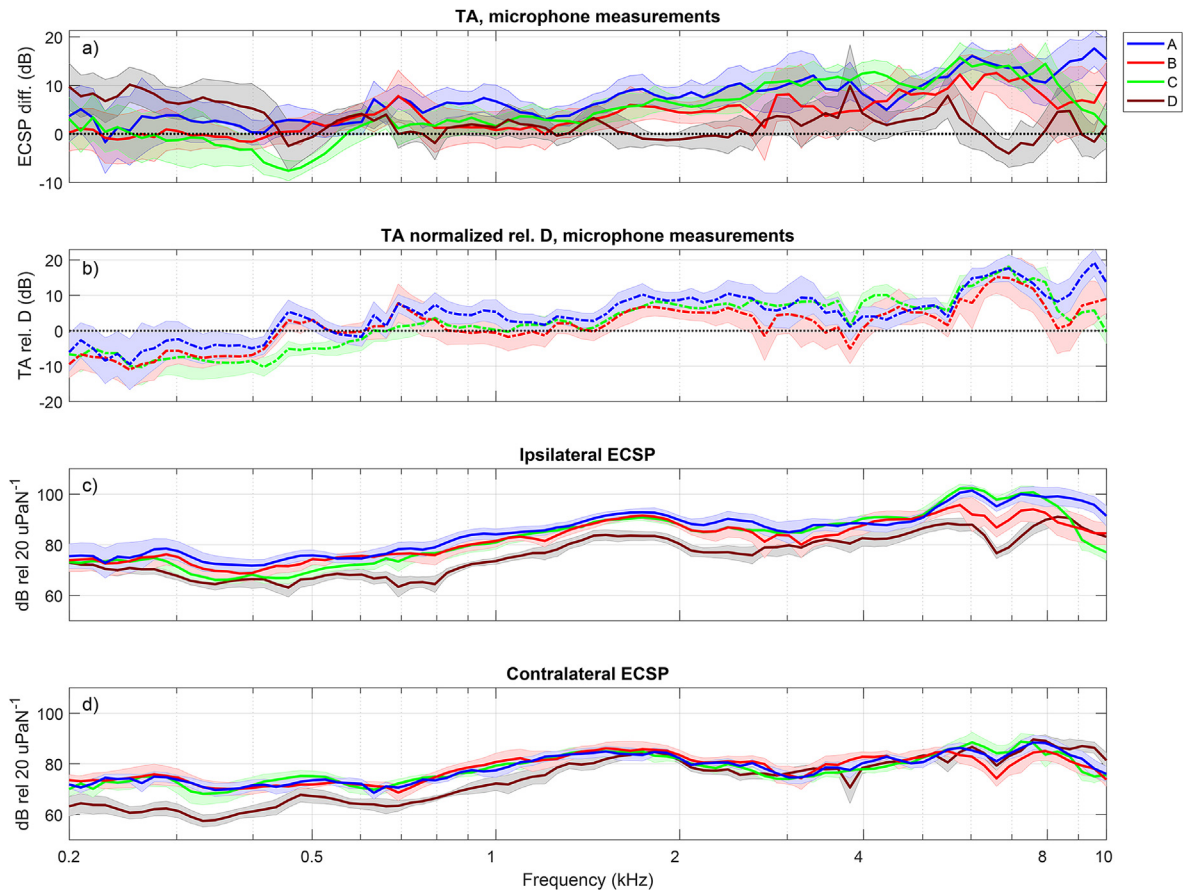 TA, microphone measurements
a)
ECSP diff. (dB)
20
10
0
-10
A
B
C
D
TA normalized rel. D, microphone measurements
b)
TA rel. D (dB)
20
10
0
-10
-20
Ipsilateral ECSP
c)
dB rel 20 uPaN⁻¹
100
80
60
Contralateral ECSP
d)
dB rel 20 uPaN⁻¹
100
80
60
0.2 0.5 1 2 4 8 10
Frequency (kHz)